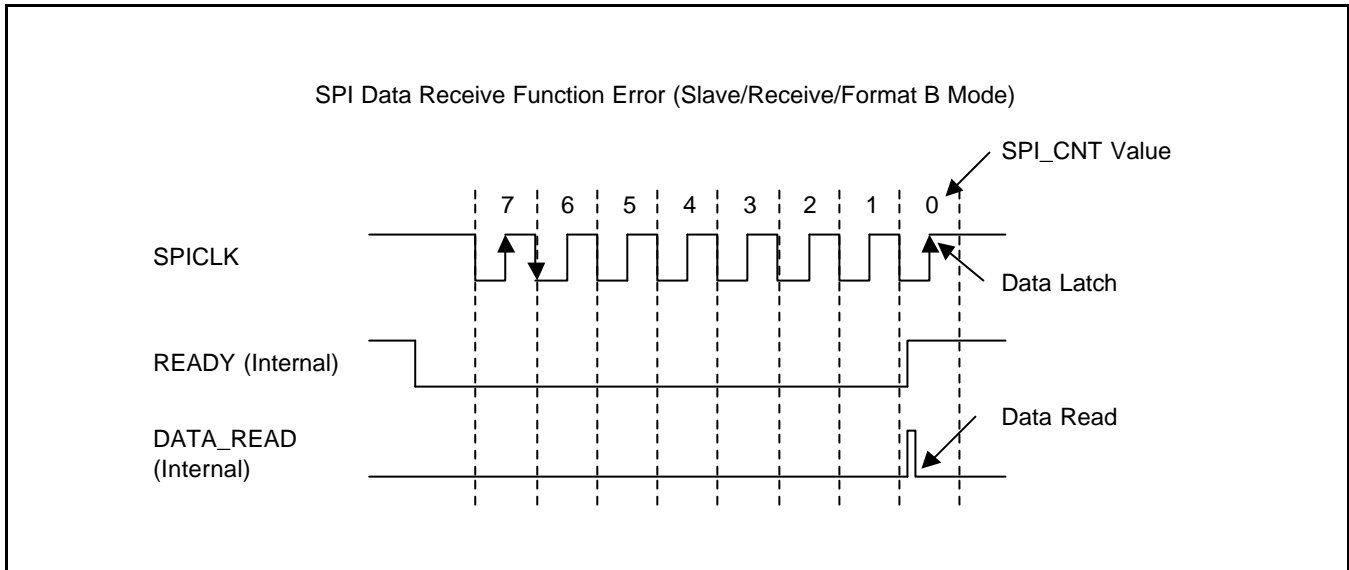 SPI Data Receive Function Error (Slave/Receive/Format B Mode)
SPI_CNT Value
7 6 5 4 3 2 1 0
SPICLK
Data Latch
READY (Internal)
Data Read
DATA_READ
(Internal)